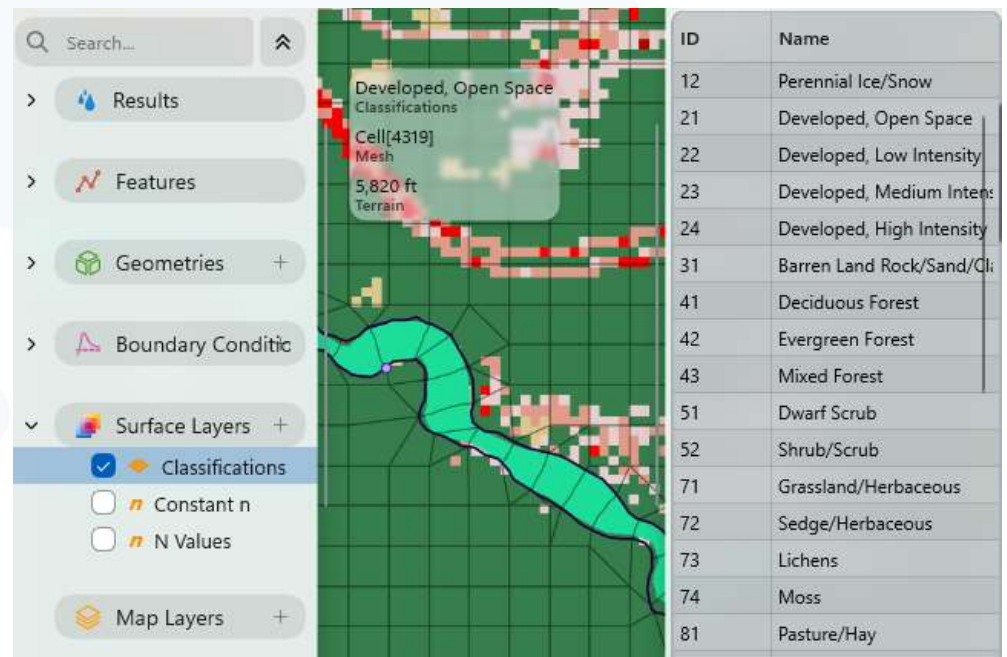 Search...
Results
Features
Geometries
Boundary Conditic
Surface Layers
Classifications
n Constant n
n N Values
Map Layers
Developed, Open Space
Classifications
Cell[4319]
Mesh
5,820 ft
Terrain
ID Name
12 Perennial Ice/Snow
21 Developed, Open Space
22 Developed, Low Intensity
23 Developed, Medium Intens
24 Developed, High Intensity
31 Barren Land Rock/Sand/Cl
41 Deciduous Forest
42 Evergreen Forest
43 Mixed Forest
51 Dwarf Scrub
52 Shrub/Scrub
71 Grassland/Herbaceous
72 Sedge/Herbaceous
73 Lichens
74 Moss
81 Pasture/Hay